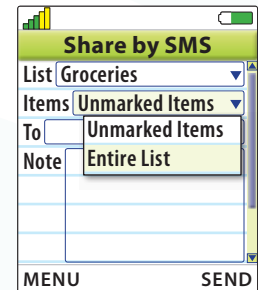 Share by SMS
List Groceries
Items Unmarked Items
To Unmarked Items
Note Entire List
MENU SEND